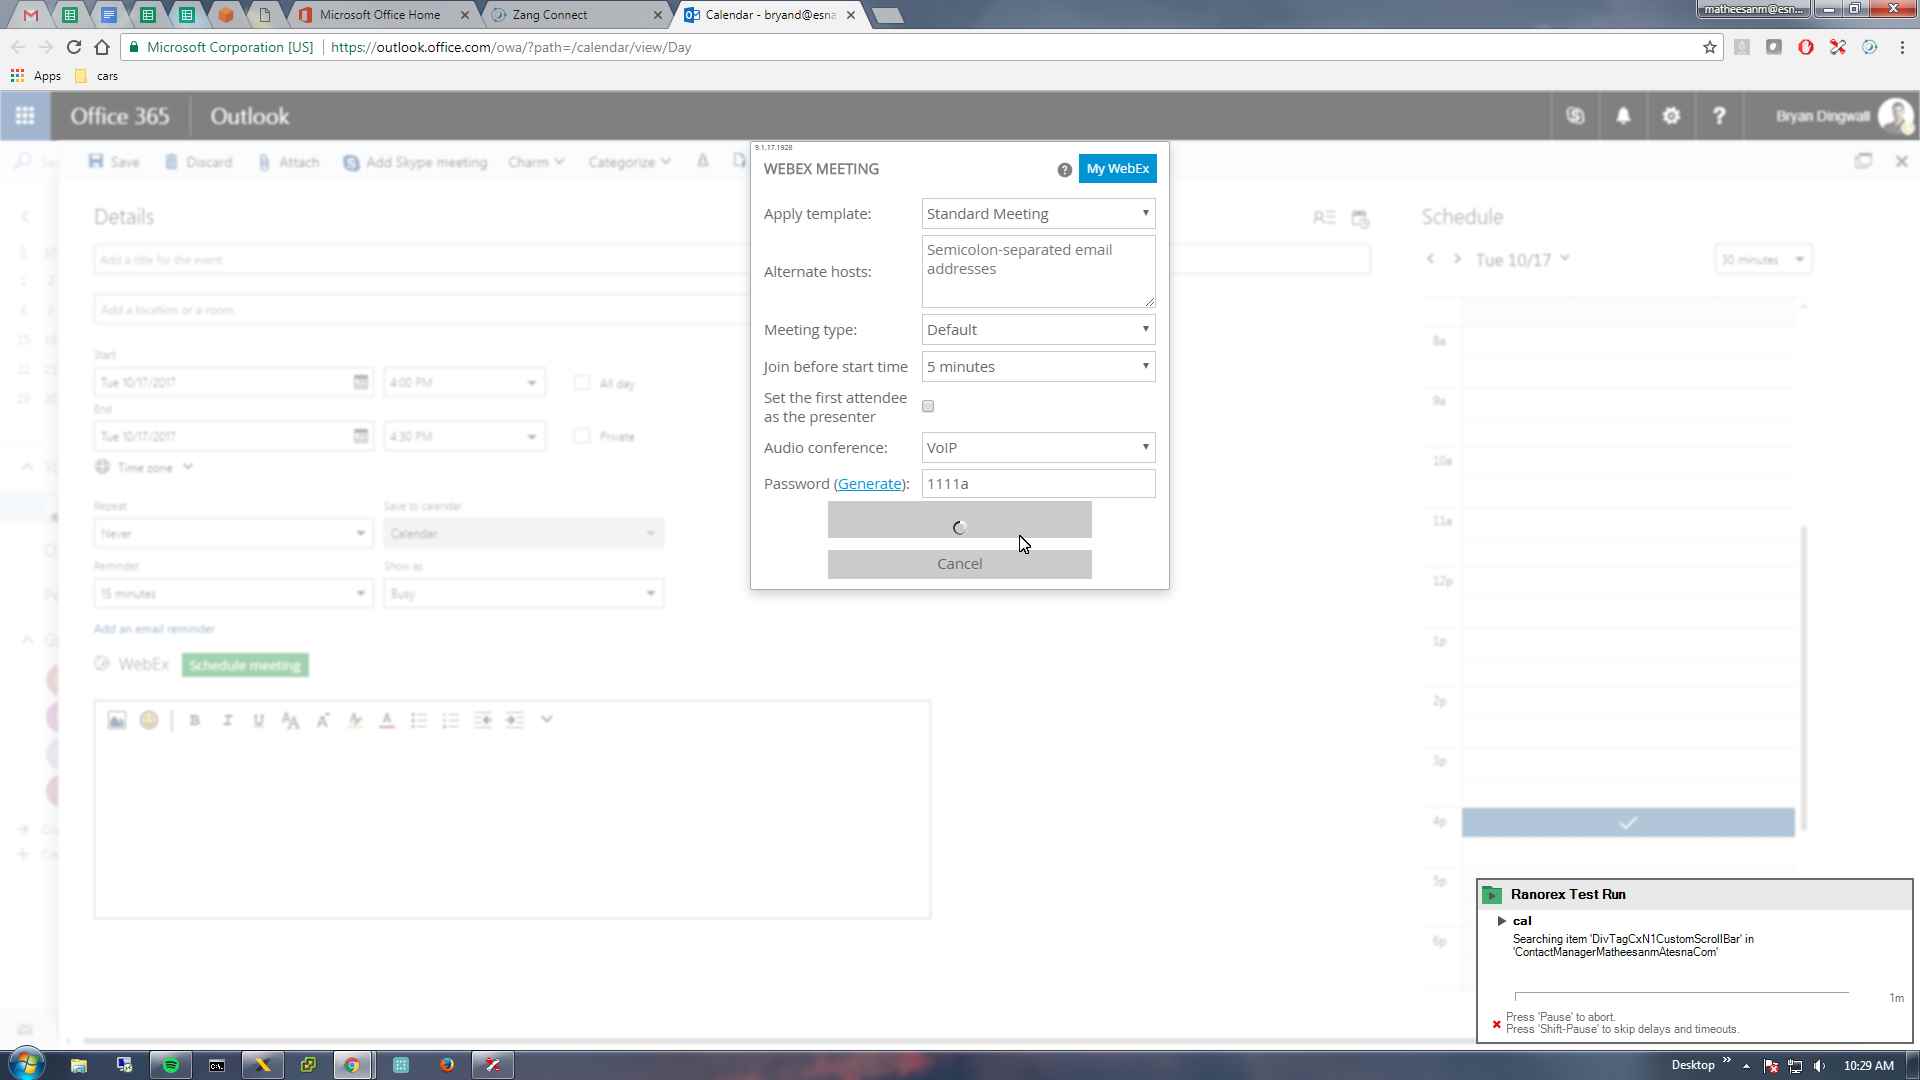 Microsoft Office Home
Zang Connect
Calendar - bryand@esna
matheesanm@esn...
Microsoft Corporation [US]
https://outlook.office.com/owa/?path=/calendar/view/Day
Apps
cars
Office 365
Outlook
Bryan Dingwall
Save
Discard
Attach
Add Skype meeting
Charm
Categorize
9.1.17.1928
WEBEX MEETING
My WebEx
Apply template:
Standard Meeting
Alternate hosts:
Semicolon-separated email
addresses
Meeting type:
Default
Join before start time
5 minutes
Set the first attendee
as the presenter
Audio conference:
VoIP
Password (Generate):
1111a
Cancel
Details
Add a title for the event
Add a location or a room
Start
Tue 10/17/2017
4:00 PM
All day
End
Tue 10/17/2017
4:30 PM
Private
Time zone
Repeat
Save to calendar
Never
Calendar
Reminder
Show as
15 minutes
Busy
Add an email reminder
WebEx
Schedule meeting
Schedule
Tue 10/17
30 minutes
8a
9a
10a
11a
12p
1p
2p
3p
4p
5p
6p
Ranorex Test Run
cal
Searching item 'DivTagCxN1CustomScrollBar' in
'ContactManagerMatheesanmAtesnaCom'
1m
Press 'Pause' to abort.
Press 'Shift-Pause' to skip delays and timeouts.
Desktop
10:29 AM